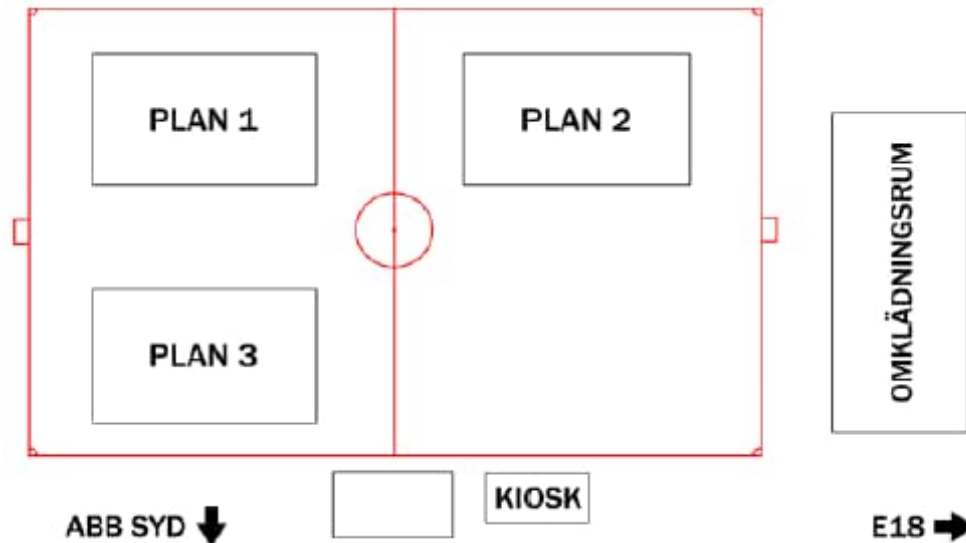 PLAN 1
PLAN 2
OMKLÄDNINGSRUM
PLAN 3
KIOSK
ABB SYD
E18